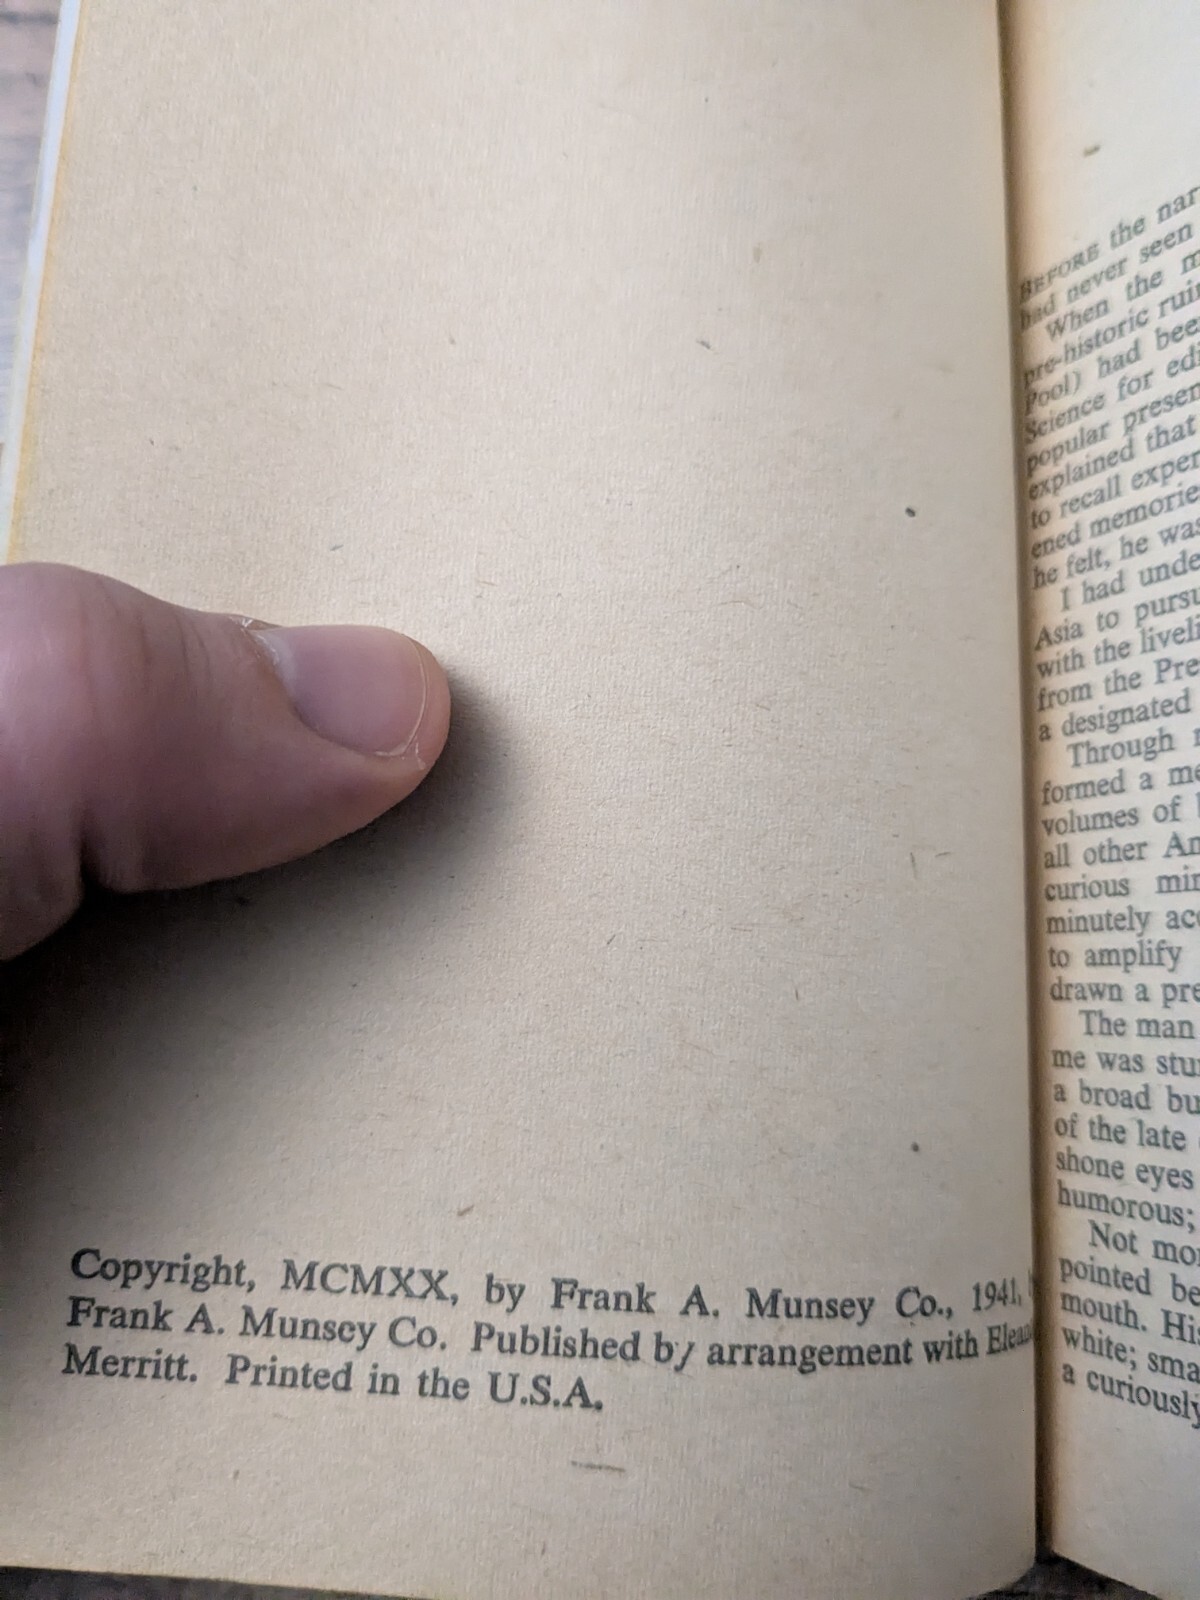 Copyright, MCMXX, by Frank A. Munsey Co., 1941,
Frank A. Munsey Co. Published by arrangement with
Merritt. Printed in the U.S.A.
BEFORE the
had never seen
When the
pre-historic
Pool) had
Science for
popular
explained that
to recall
ened
he felt, he was
I had
Asia to
with the
from the
a designated
Through
formed a
volumes of
all other
curious
minutely
to amplify
drawn a
The man
me was
a broad
of the late
shone eyes
humorous;
Not
pointed
mouth.
white;
a